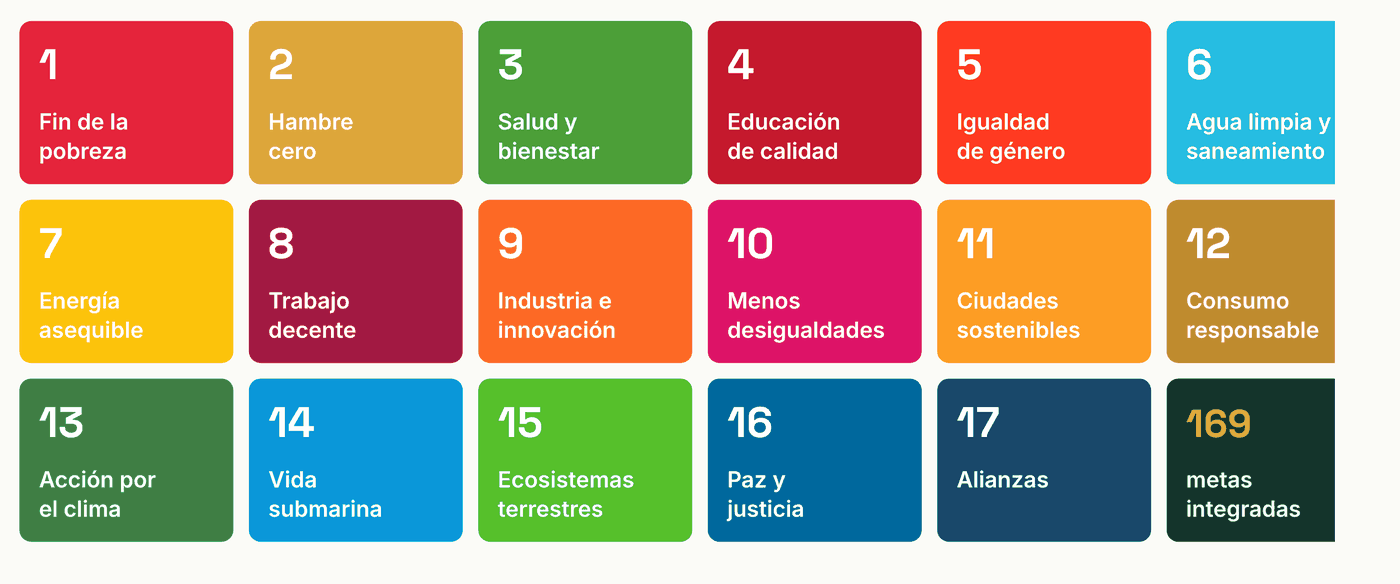 1
Fin de la
pobreza
2
Hambre
cero
3
Salud y
bienestar
4
Educación
de calidad
5
Igualdad
de género
6
Agua limpia y
saneamiento
7
Energía
asequible
8
Trabajo
decente
9
Industria e
innovación
10
Menos
desigualdades
11
Ciudades
sostenibles
12
Consumo
responsable
13
Acción por
el clima
14
Vida
submarina
15
Ecosistemas
terrestres
16
Paz y
justicia
17
Alianzas
169
metas
integradas